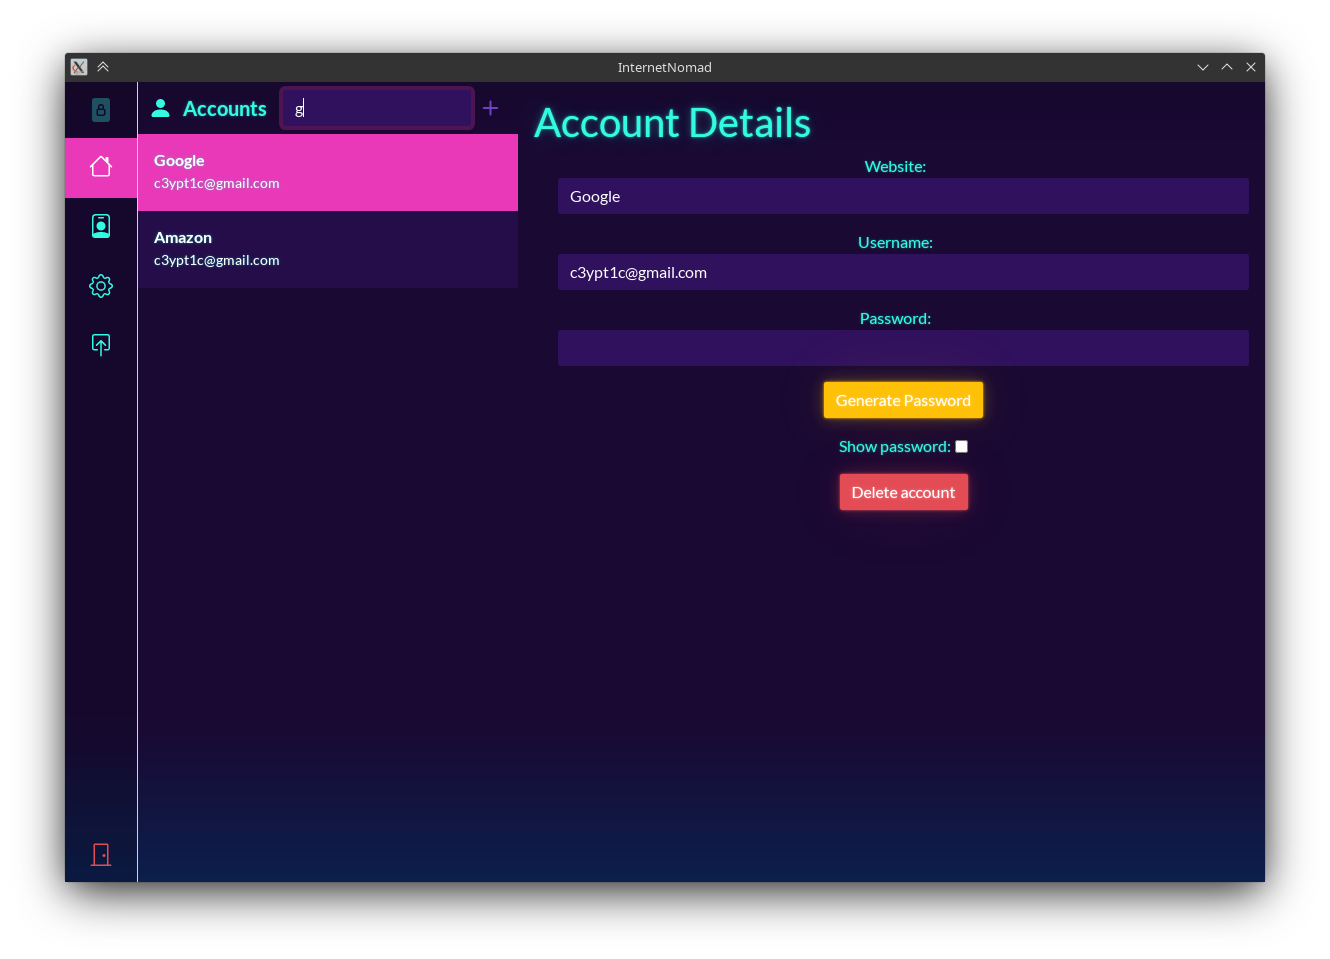 InternetNomad
Accounts
g
Google
c3ypt1c@gmail.com
Amazon
c3ypt1c@gmail.com
Account Details
Website:
Google
Username:
c3ypt1c@gmail.com
Password:
Generate Password
Show password:
Delete account